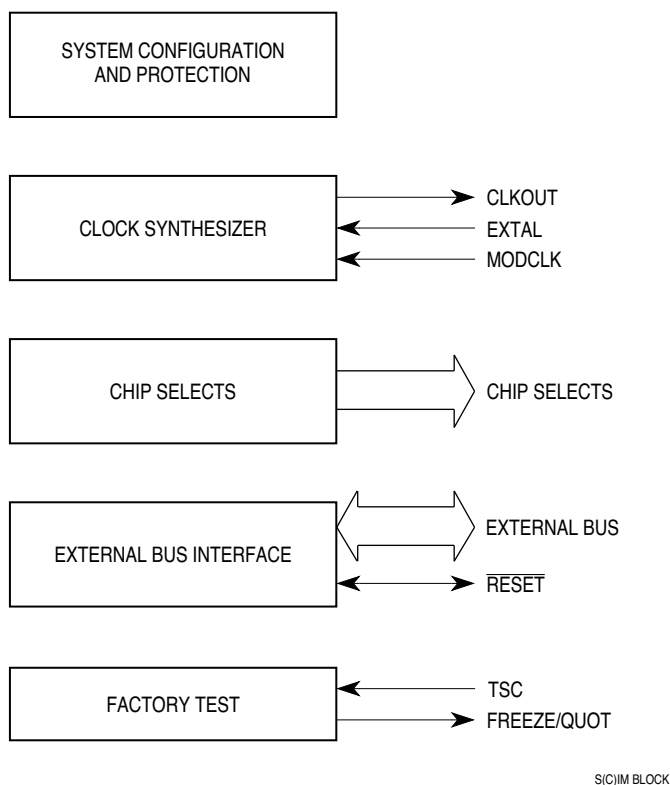 SYSTEM CONFIGURATION
AND PROTECTION
CLOCK SYNTHESIZER
CLKOUT
EXTAL
MODCLK
CHIP SELECTS
CHIP SELECTS
EXTERNAL BUS INTERFACE
EXTERNAL BUS
RESET
FACTORY TEST
TSC
FREEZE/QUOT
S(C)IM BLOCK